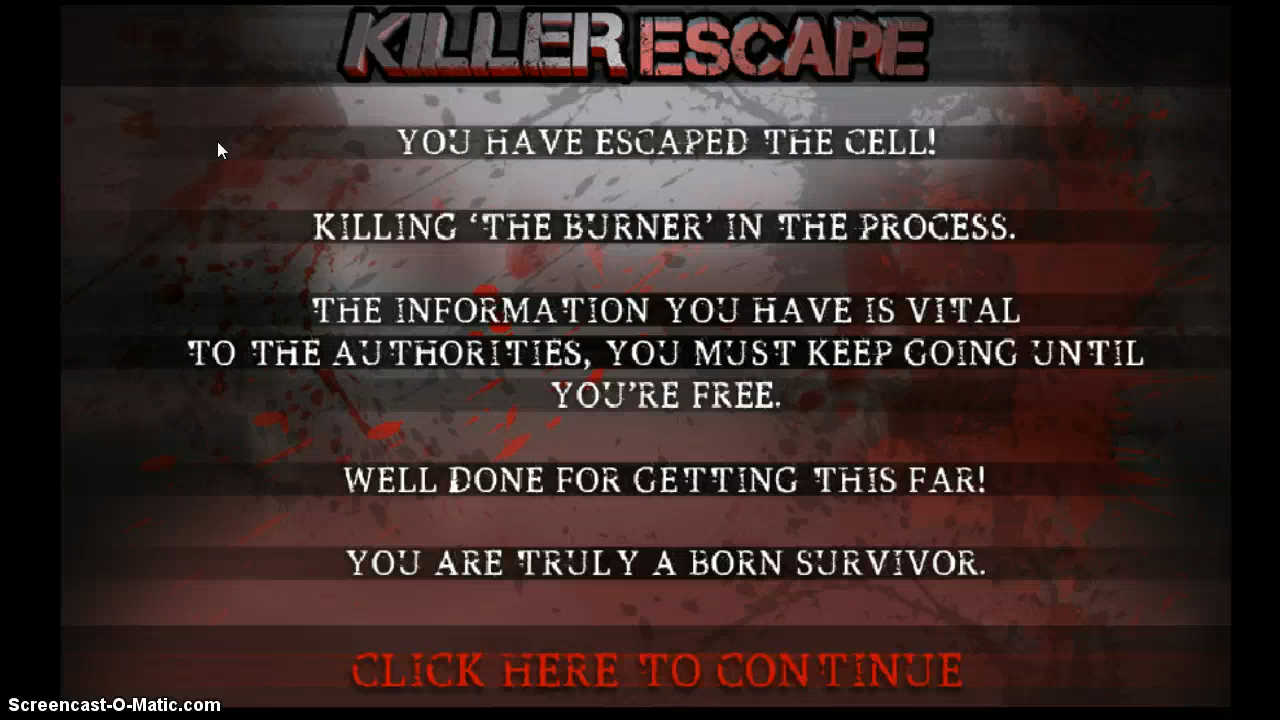 KILLER ESCAPE
YOU HAVE ESCAPED THE CELL!
KILLING ‘THE BURNER’ IN THE PROCESS.
THE INFORMATION YOU HAVE IS VITAL
TO THE AUTHORITIES, YOU MUST KEEP GOING UNTIL
YOU’RE FREE.
WELL DONE FOR GETTING THIS FAR!
YOU ARE TRULY A BORN SURVIVOR.
CLICK HERE TO CONTINUE
Screencast-O-Matic.com